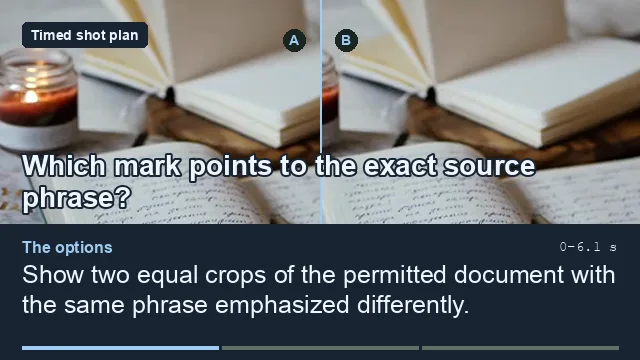 Timed shot plan
A
B
Which mark points to the exact source
phrase?
The options
0–6.1 s
Show two equal crops of the permitted document with
the same phrase emphasized differently.